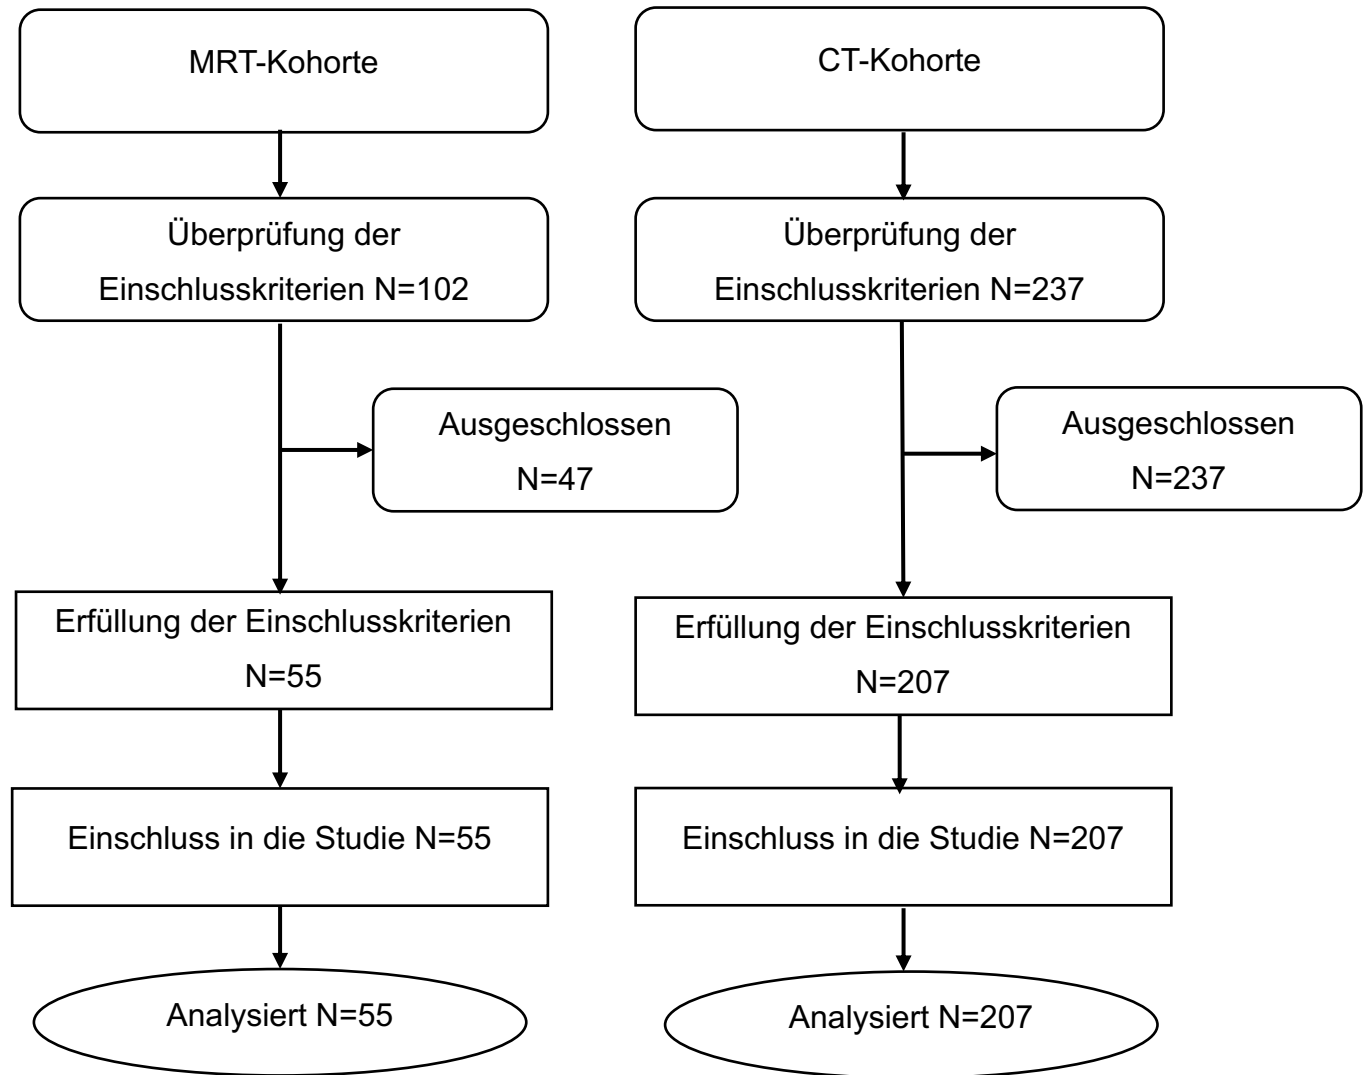 MRT-Kohorte
Überprüfung der
Einschlusskriterien N=102
Ausgeschlossen
N=47
Erfüllung der Einschlusskriterien
N=55
Einschluss in die Studie N=55
Analysiert N=55
CT-Kohorte
Überprüfung der
Einschlusskriterien N=237
Ausgeschlossen
N=237
Erfüllung der Einschlusskriterien
N=207
Einschluss in die Studie N=207
Analysiert N=207